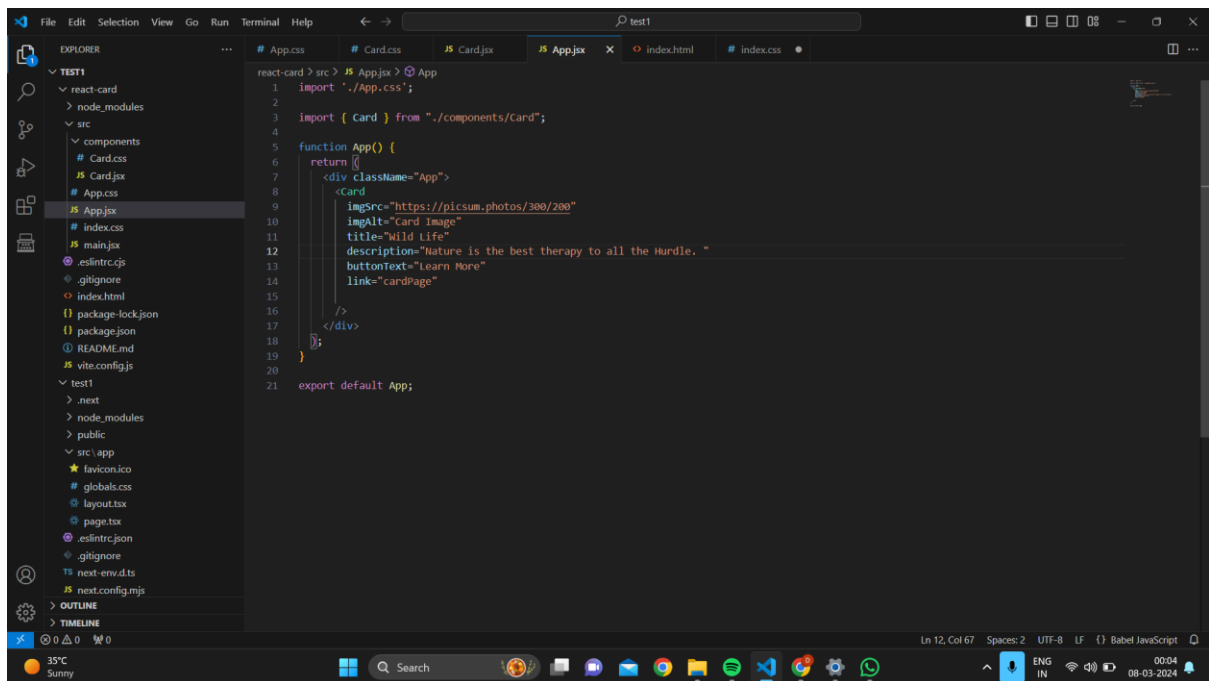 File Edit Selection View Go Run Terminal Help
test1
EXPLORER
TEST1
react-card
node_modules
src
components
Card.css
Card.jsx
App.css
App.jsx
index.css
main.jsx
.eslintrc.cjs
.gitignore
index.html
package-lock.json
package.json
README.md
vite.config.js
test1
.next
node_modules
public
src\app
favicon.ico
globals.css
layout.tsx
page.tsx
.eslintrc.json
.gitignore
next-env.d.ts
next.config.mjs
OUTLINE
TIMELINE
# App.css # Card.css JS Card.jsx JS App.jsx X index.html # index.css
react-card > src > JS App.jsx > App
1 import './App.css';
2
3 import { Card } from "./components/Card";
4
5 function App() {
6 return (
7 <div className="App">
8 <Card
9 imgSrc="https://picsum.photos/300/200"
10 imgAlt="Card Image"
11 title="Wild Life"
12 description="Nature is the best therapy to all the Hurdle. "
13 buttonText="Learn More"
14 link="cardPage"
15
16 />
17 </div>
18 );
19 }
20
21 export default App;
0 0 0 Ln 12, Col 67 Spaces: 2 UTF-8 LF {} Babel JavaScript
35°C
Sunny
Search
ENG
IN
00:04
08-03-2024